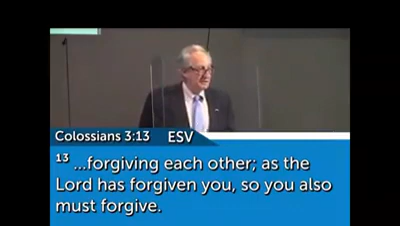 Colossians 3:13 ESV
13 ...forgiving each other; as the
Lord has forgiven you, so you also
must forgive.